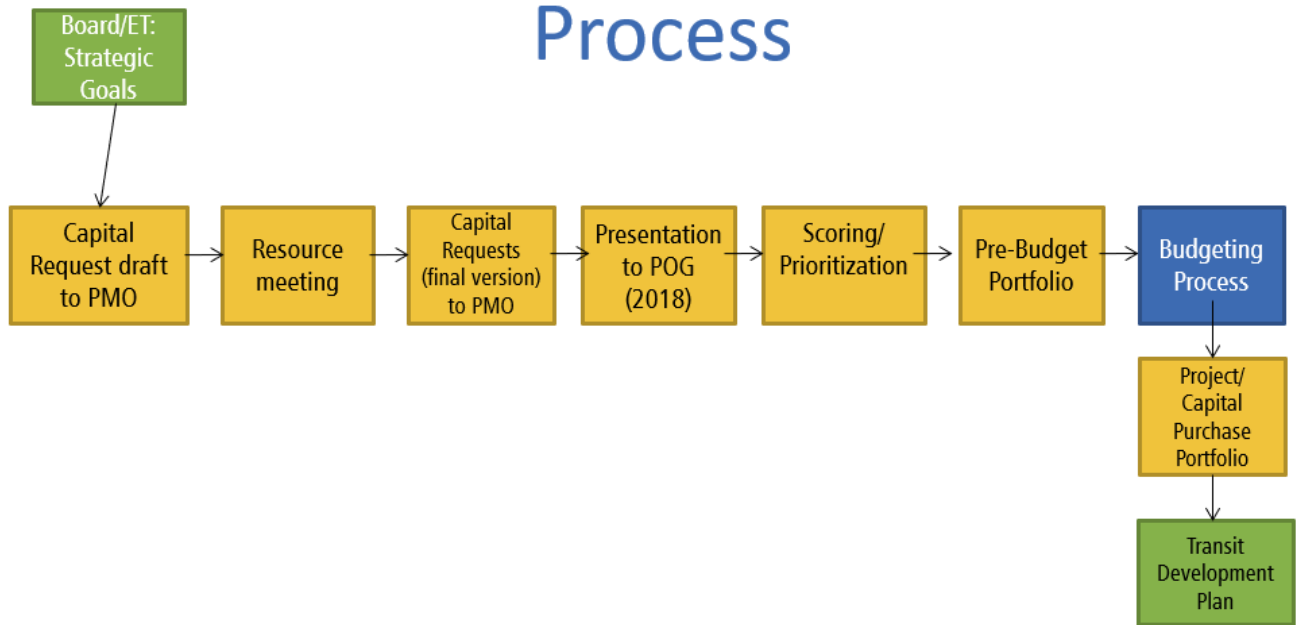 Process
Board/ET:
Strategic
Goals
Capital
Request draft
to PMO
Resource
meeting
Capital
Requests
(final version)
to PMO
Presentation
to POG
(2018)
Scoring/
Prioritization
Pre-Budget
Portfolio
Budgeting
Process
Project/
Capital
Purchase
Portfolio
Transit
Development
Plan